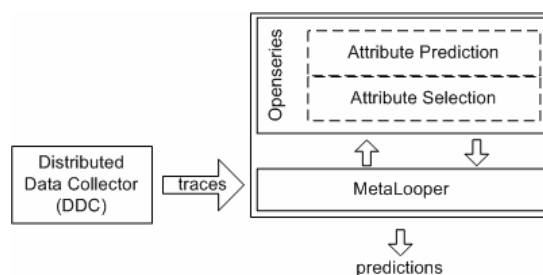 Openseries
Attribute Prediction
Attribute Selection
Distributed
Data Collector
(DDC)
traces
MetaLooper
predictions